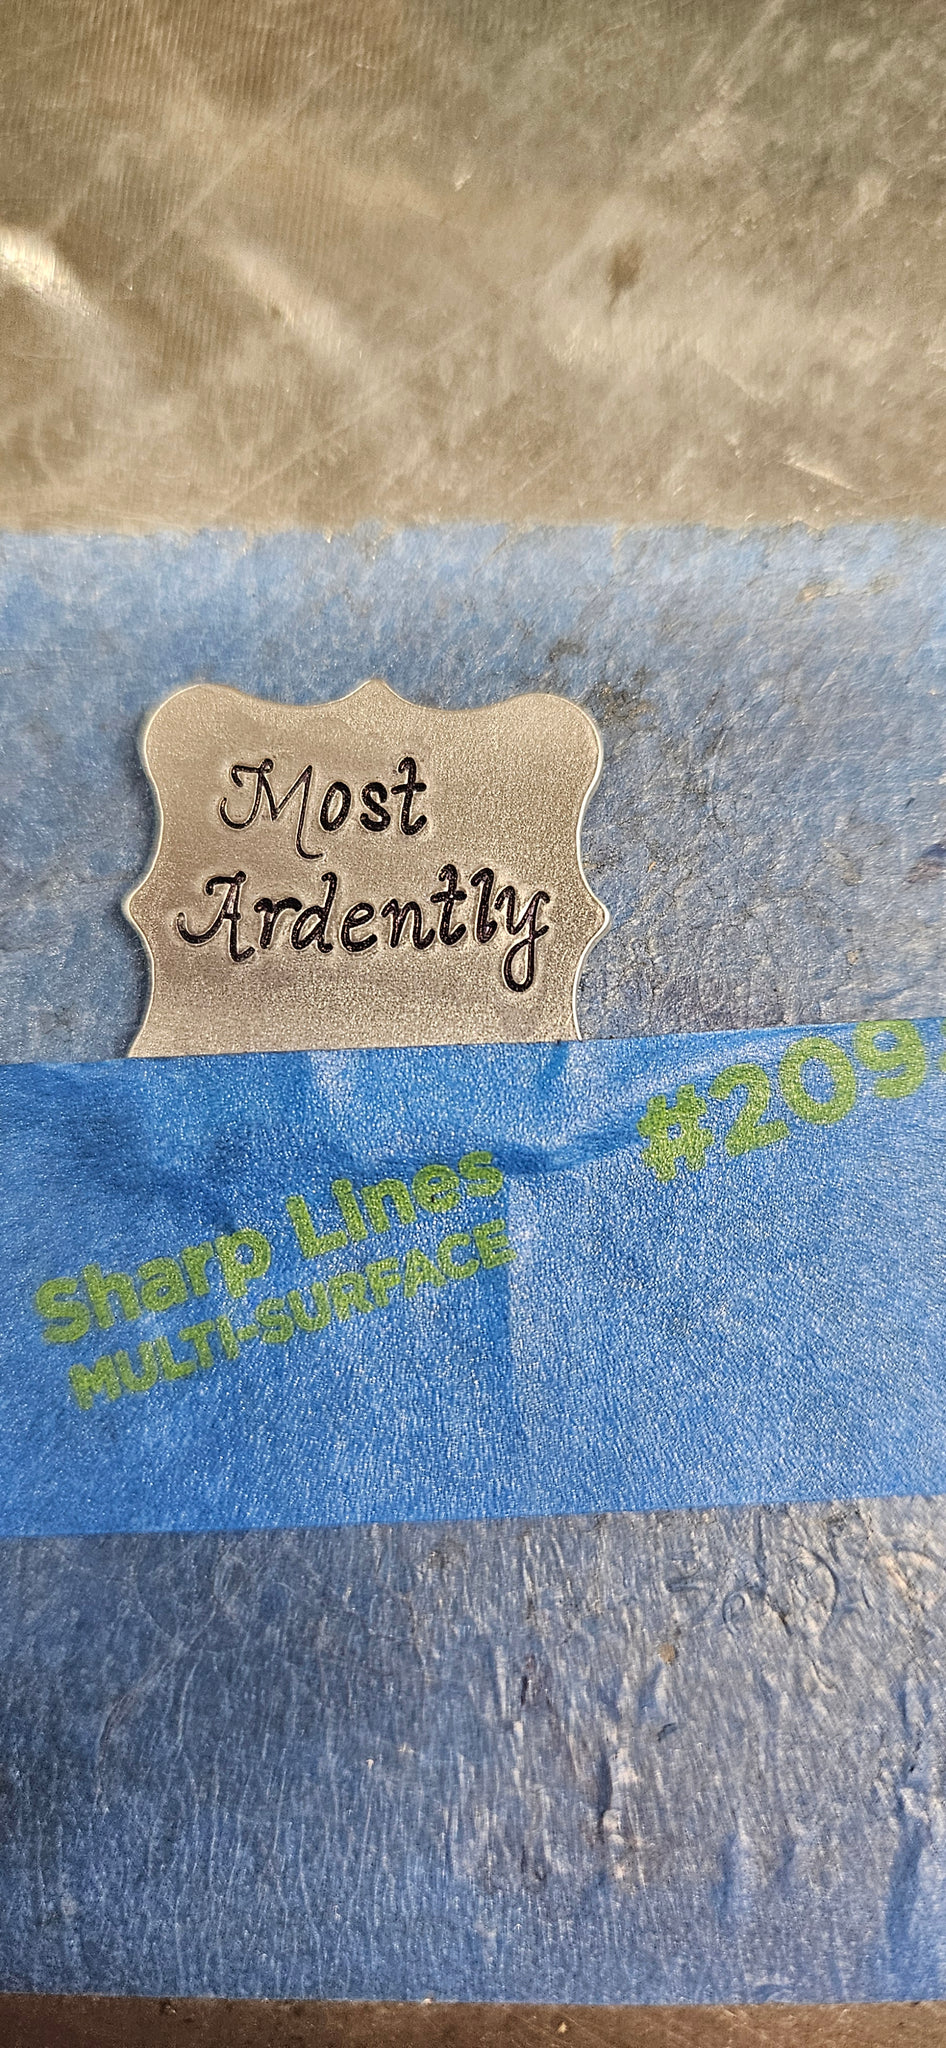 Most
Ardently
#209
Sharp Lines
MULTI-SURFACE